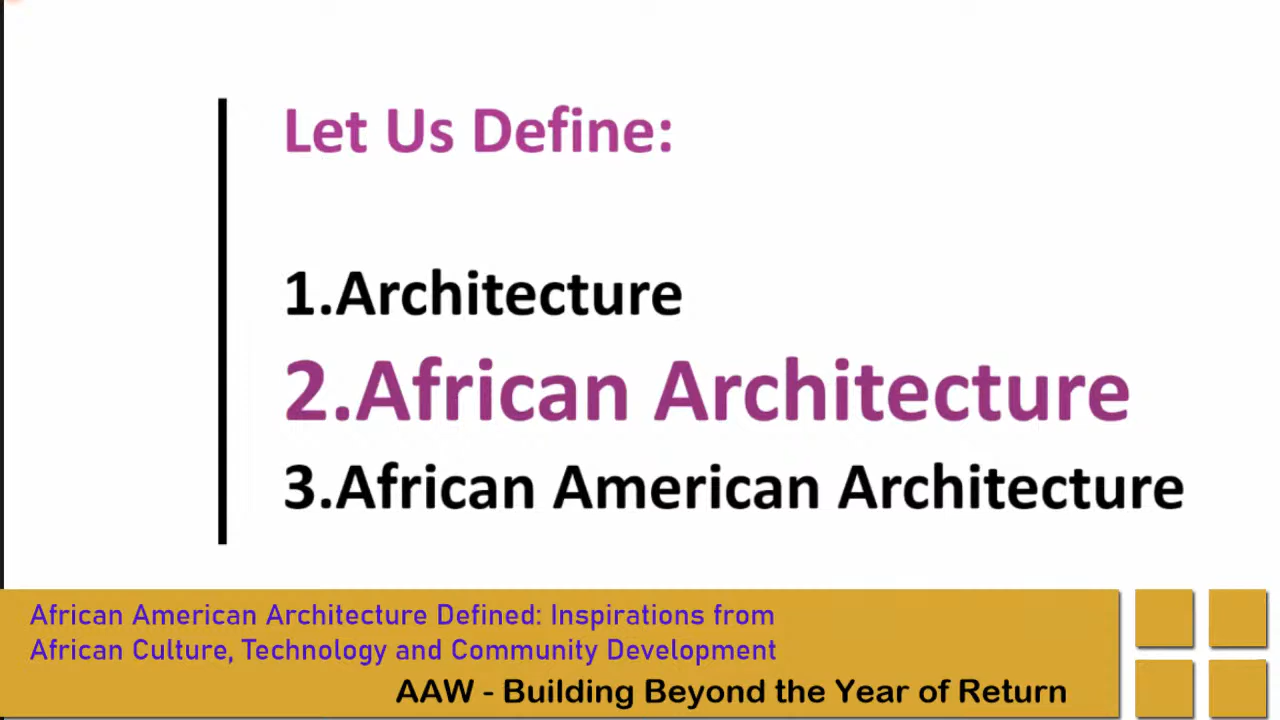 Let Us Define:
1.Architecture
2.African Architecture
3.African American Architecture
African American Architecture Defined: Inspirations from
African Culture, Technology and Community Development
AAW - Building Beyond the Year of Return